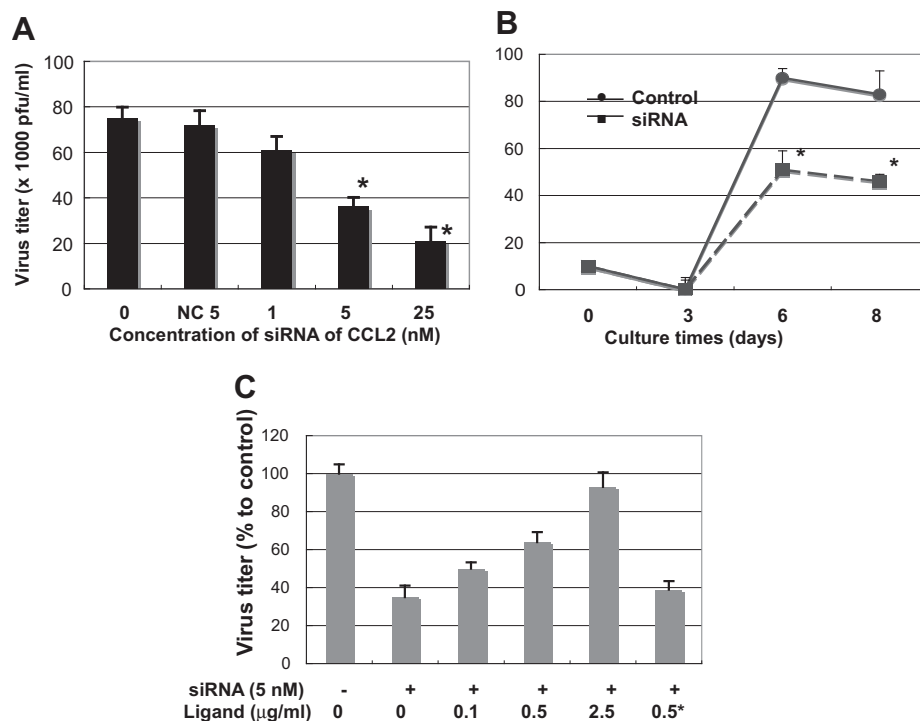 A
Virus titer (x 1000 pfu/ml)
100
80
60
40
20
0
*
*
0 NC 5 1 5 25
Concentration of siRNA of CCL2 (nM)
B
100
80
60
40
20
0
Control
siRNA
*
*
0 3 6 8
Culture times (days)
C
Virus titer (% to control)
120
100
80
60
40
20
0
siRNA (5 nM) - + + + + +
Ligand (μg/ml) 0 0 0.1 0.5 2.5 0.5*